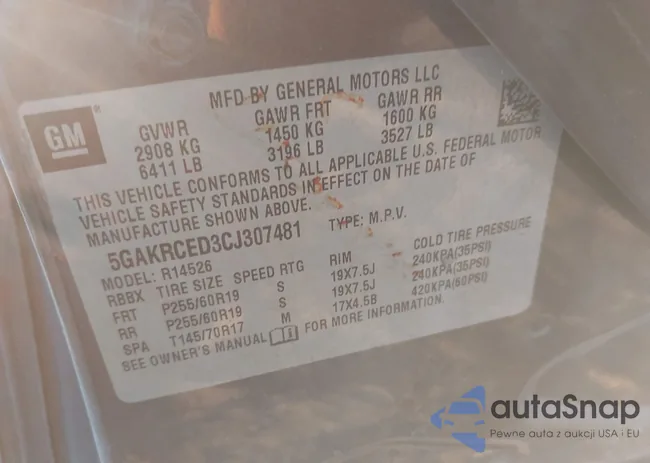 MFD BY GENERAL MOTORS LLC
GM
GVWR GAWR FRT GAWR RR
2908 KG 1450 KG 1600 KG
6411 LB 3196 LB 3527 LB
THIS VEHICLE CONFORMS TO ALL APPLICABLE U.S. FEDERAL MOTOR
VEHICLE SAFETY STANDARDS IN EFFECT ON THE DATE OF
MANUFACTURE SHOWN ABOVE.
5GAKRCED3CJ307481 TYPE: M.P.V.
MODEL: R14526
RBBX TIRE SIZE SPEED RTG RIM COLD TIRE PRESSURE
FRT P255/60R19 S 19X7.5J 240KPA(35PSI)
RR P255/60R19 S 19X7.5J 240KPA(35PSI)
SPA T145/70R17 M 17X4.5B 420KPA(60PSI)
SEE OWNER'S MANUAL FOR MORE INFORMATION.
autaSnap
Pewne auta z aukcji USA i EU